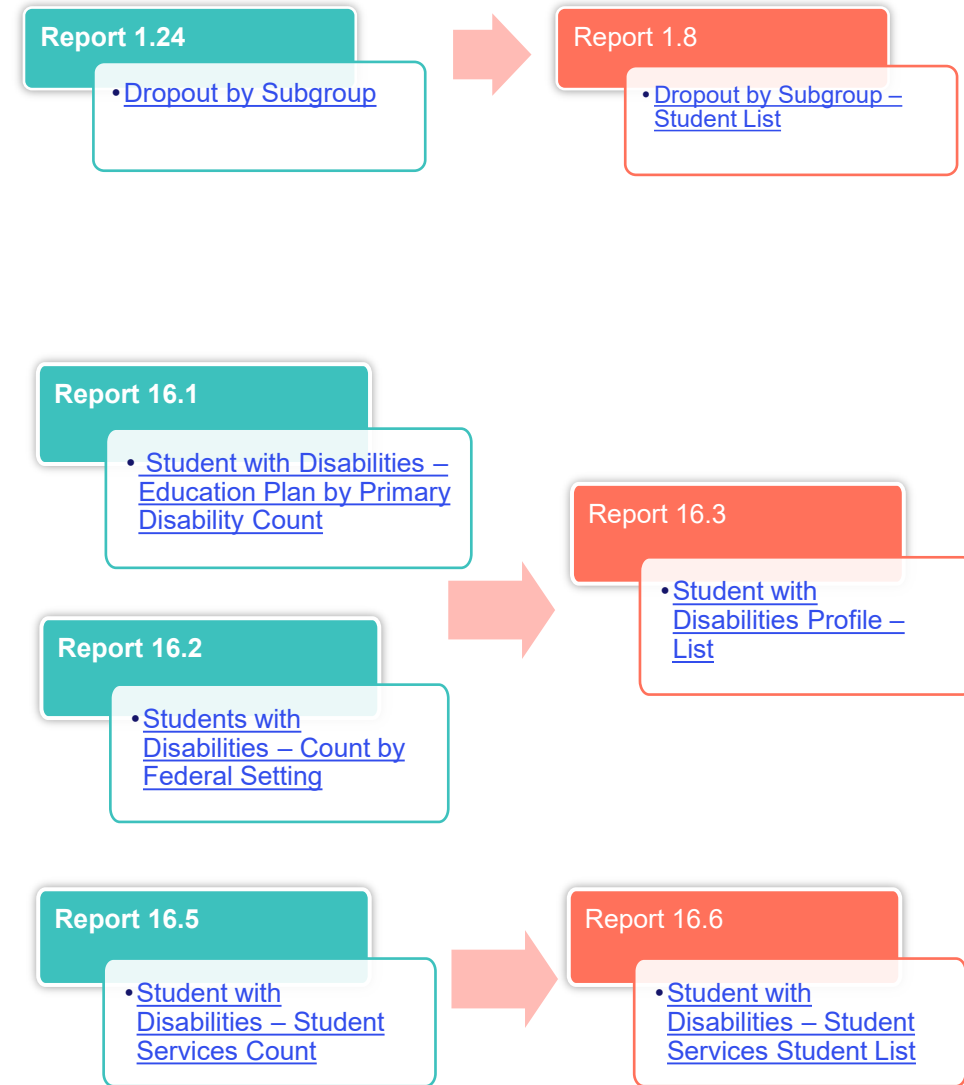 Report 1.24
•Dropout by Subgroup
Report 1.8
•Dropout by Subgroup –
Student List
Report 16.1
• Student with Disabilities –
Education Plan by Primary
Disability Count
Report 16.2
•Students with
Disabilities – Count by
Federal Setting
Report 16.3
•Student with
Disabilities Profile –
List
Report 16.5
•Student with
Disabilities – Student
Services Count
Report 16.6
•Student with
Disabilities – Student
Services Student List